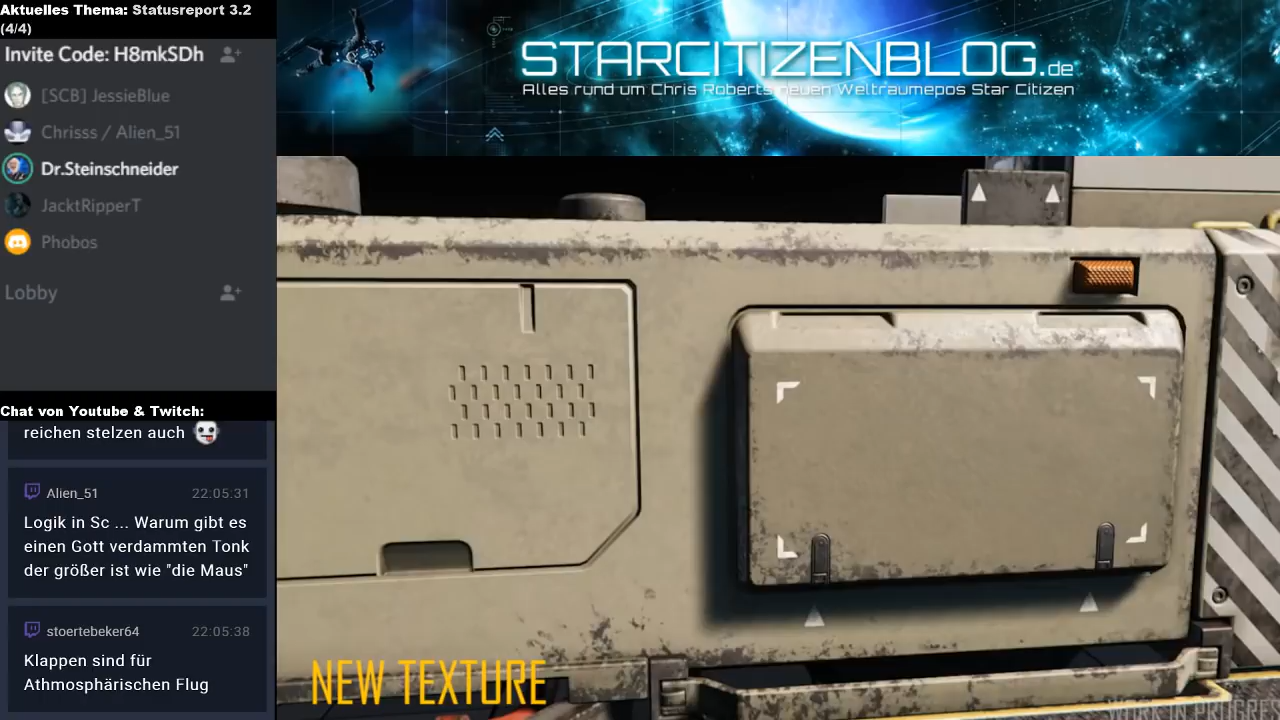 Aktuelles Thema: Statusreport 3.2
(4/4)
Invite Code: H8mkSDh
[SCB] JessieBlue
Chrisss / Alien_51
Dr.Steinschneider
JacktRipperT
Phobos
Lobby
Chat von Youtube & Twitch:
reichen stelzen auch
Alien_51 22:05:31
Logik in Sc ... Warum gibt es
einen Gott verdammten Tonk
der größer ist wie "die Maus"
stoertebeker64 22:05:38
Klappen sind für
Athmosphärischen Flug
STARCITIZENBLOG.de
Alles rund um Chris Roberts neuen Weltraumepos Star Citizen
NEW TEXTURE
WORK IN PROGRES